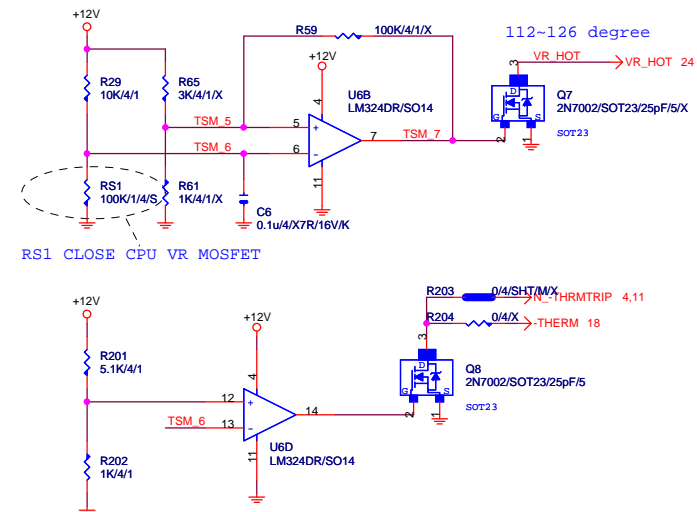 +12V
R59
100K/4/1/X
112~126 degree
+12V
VR_HOT
VR_HOT 24
3
R29
10K/4/1
R65
3K/4/1/X
U6B
LM324DR/SO14
D
G
S
Q7
2N7002/SOT23/25pF/5/X
SOT23
4
TSM_5
5
+
7
TSM_7
2
1
TSM_6
6
-
11
RS1
100K/1/4/S
R61
1K/4/1/X
C6
0.1u/4/X7R/16V/K
RS1 CLOSE CPU VR MOSFET
+12V
+12V
R203
0/4/SHT/M/X
N_-THRMTRIP 4,11
R204
0/4/X
-THERM 18
3
R201
5.1K/4/1
D
G
S
Q8
2N7002/SOT23/25pF/5
SOT23
4
12
+
14
2
1
TSM_6
13
-
U6D
LM324DR/SO14
11
R202
1K/4/1